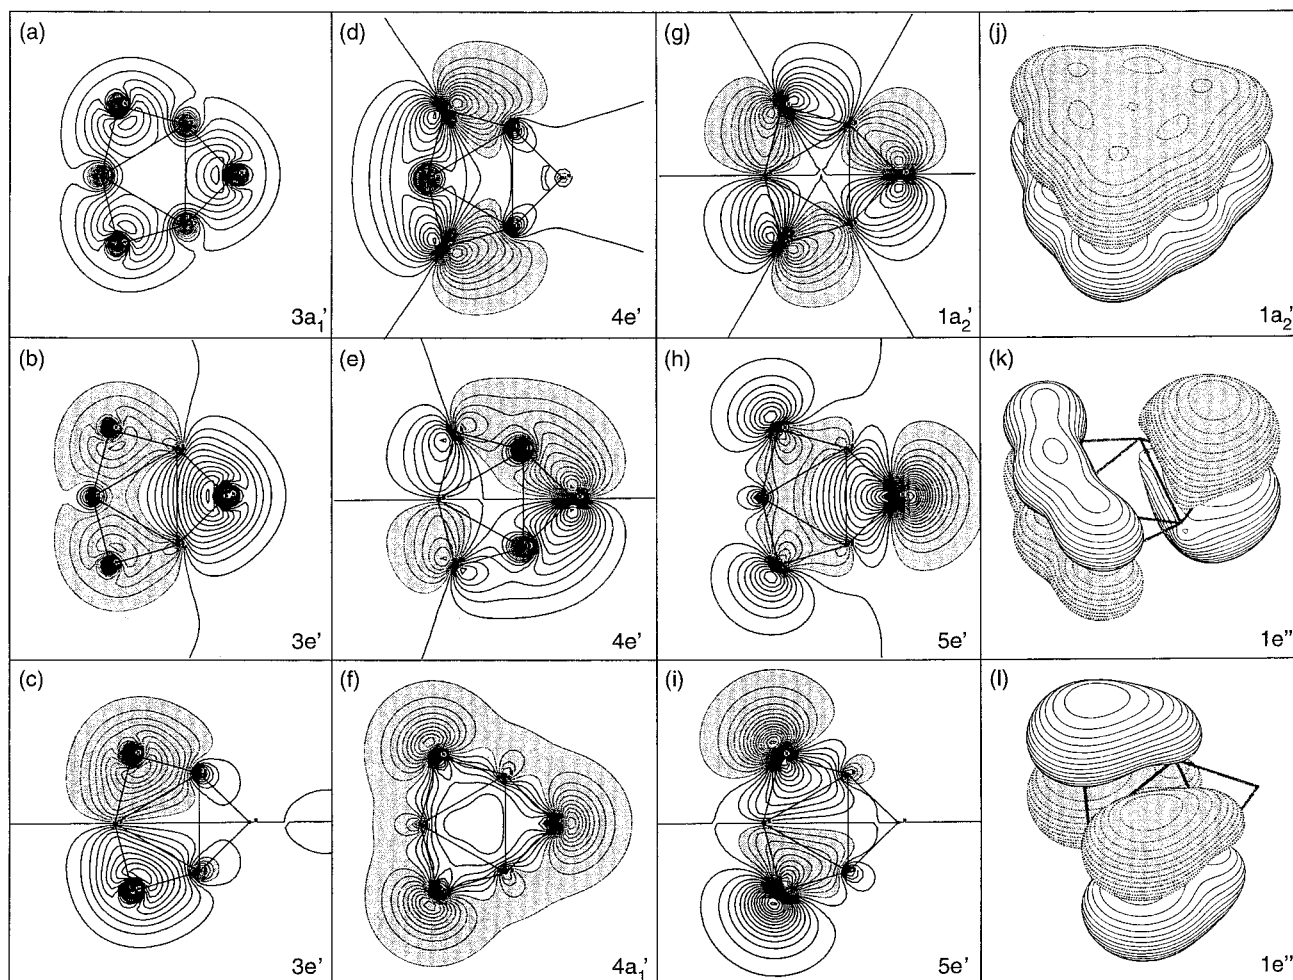 (a)
3a₁'
(d)
4e'
(g)
1a₂'
(j)
1a₂'
(b)
3e'
(e)
4e'
(h)
5e'
(k)
1e"
(c)
3e'
(f)
4a₁'
(i)
5e'
(l)
1e"